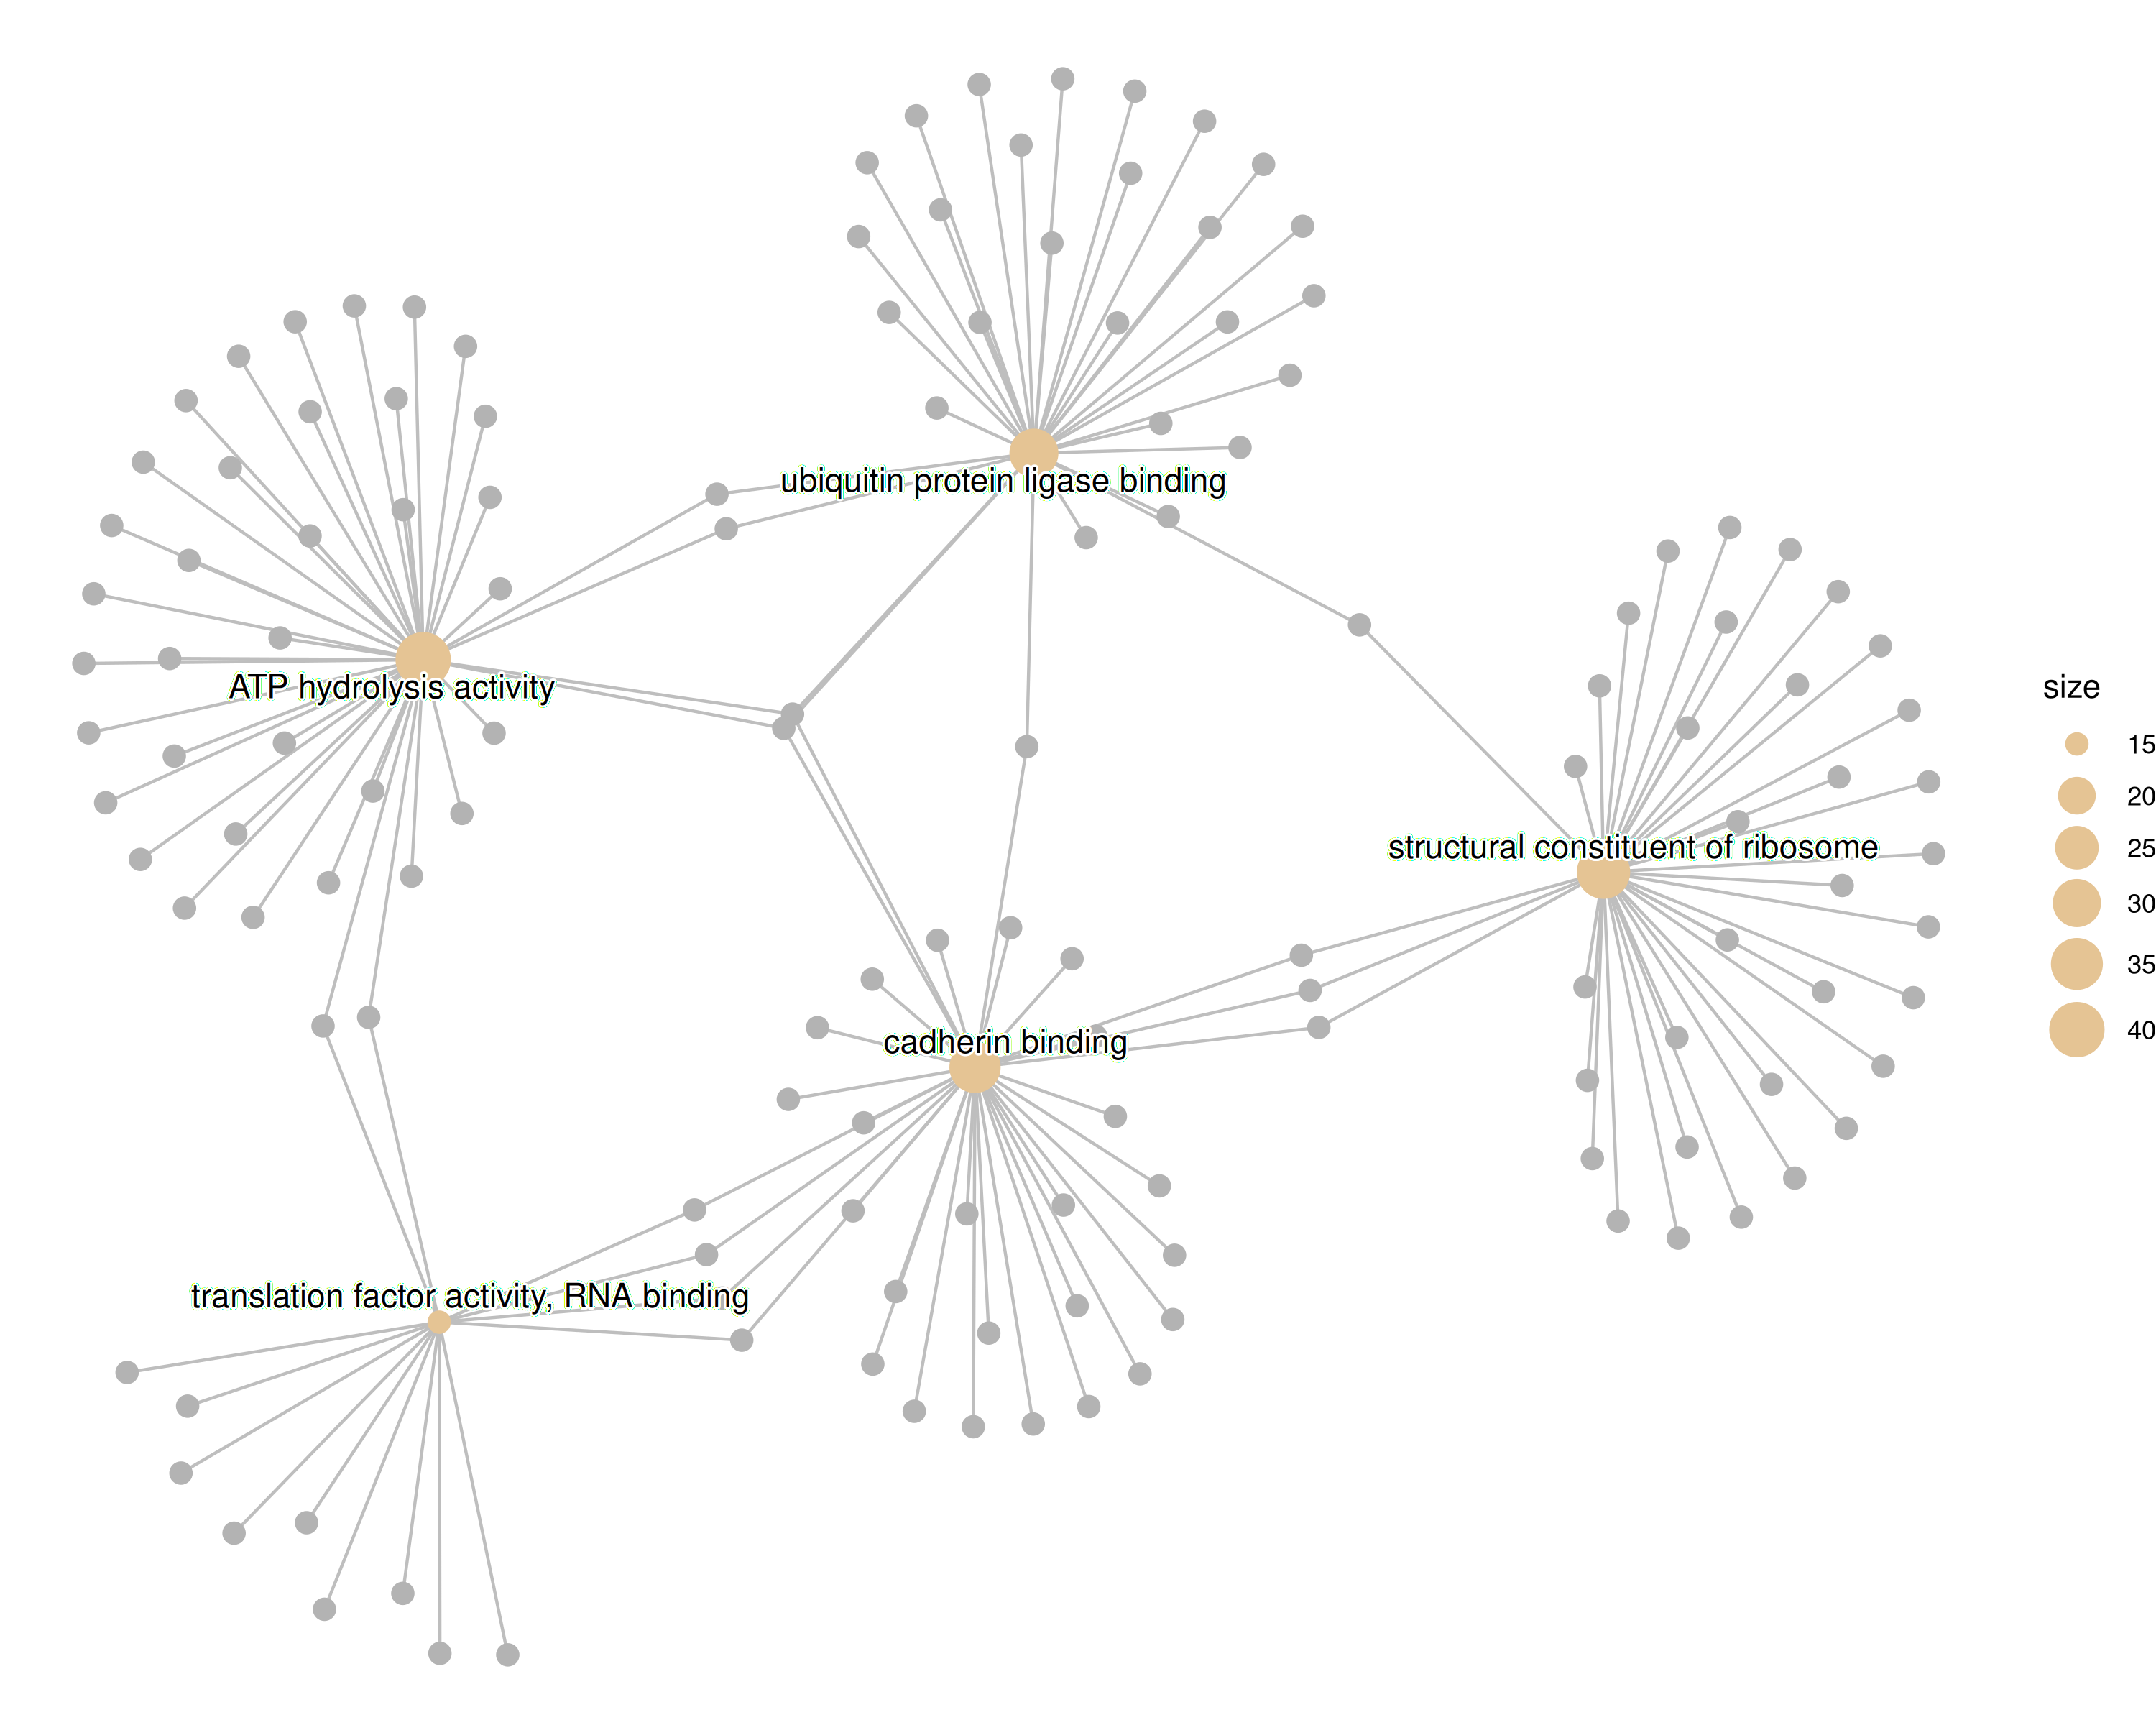 ubiquitin protein ligase binding
ATP hydrolysis activity
structural constituent of ribosome
cadherin binding
translation factor activity, RNA binding
size
15
20
25
30
35
40